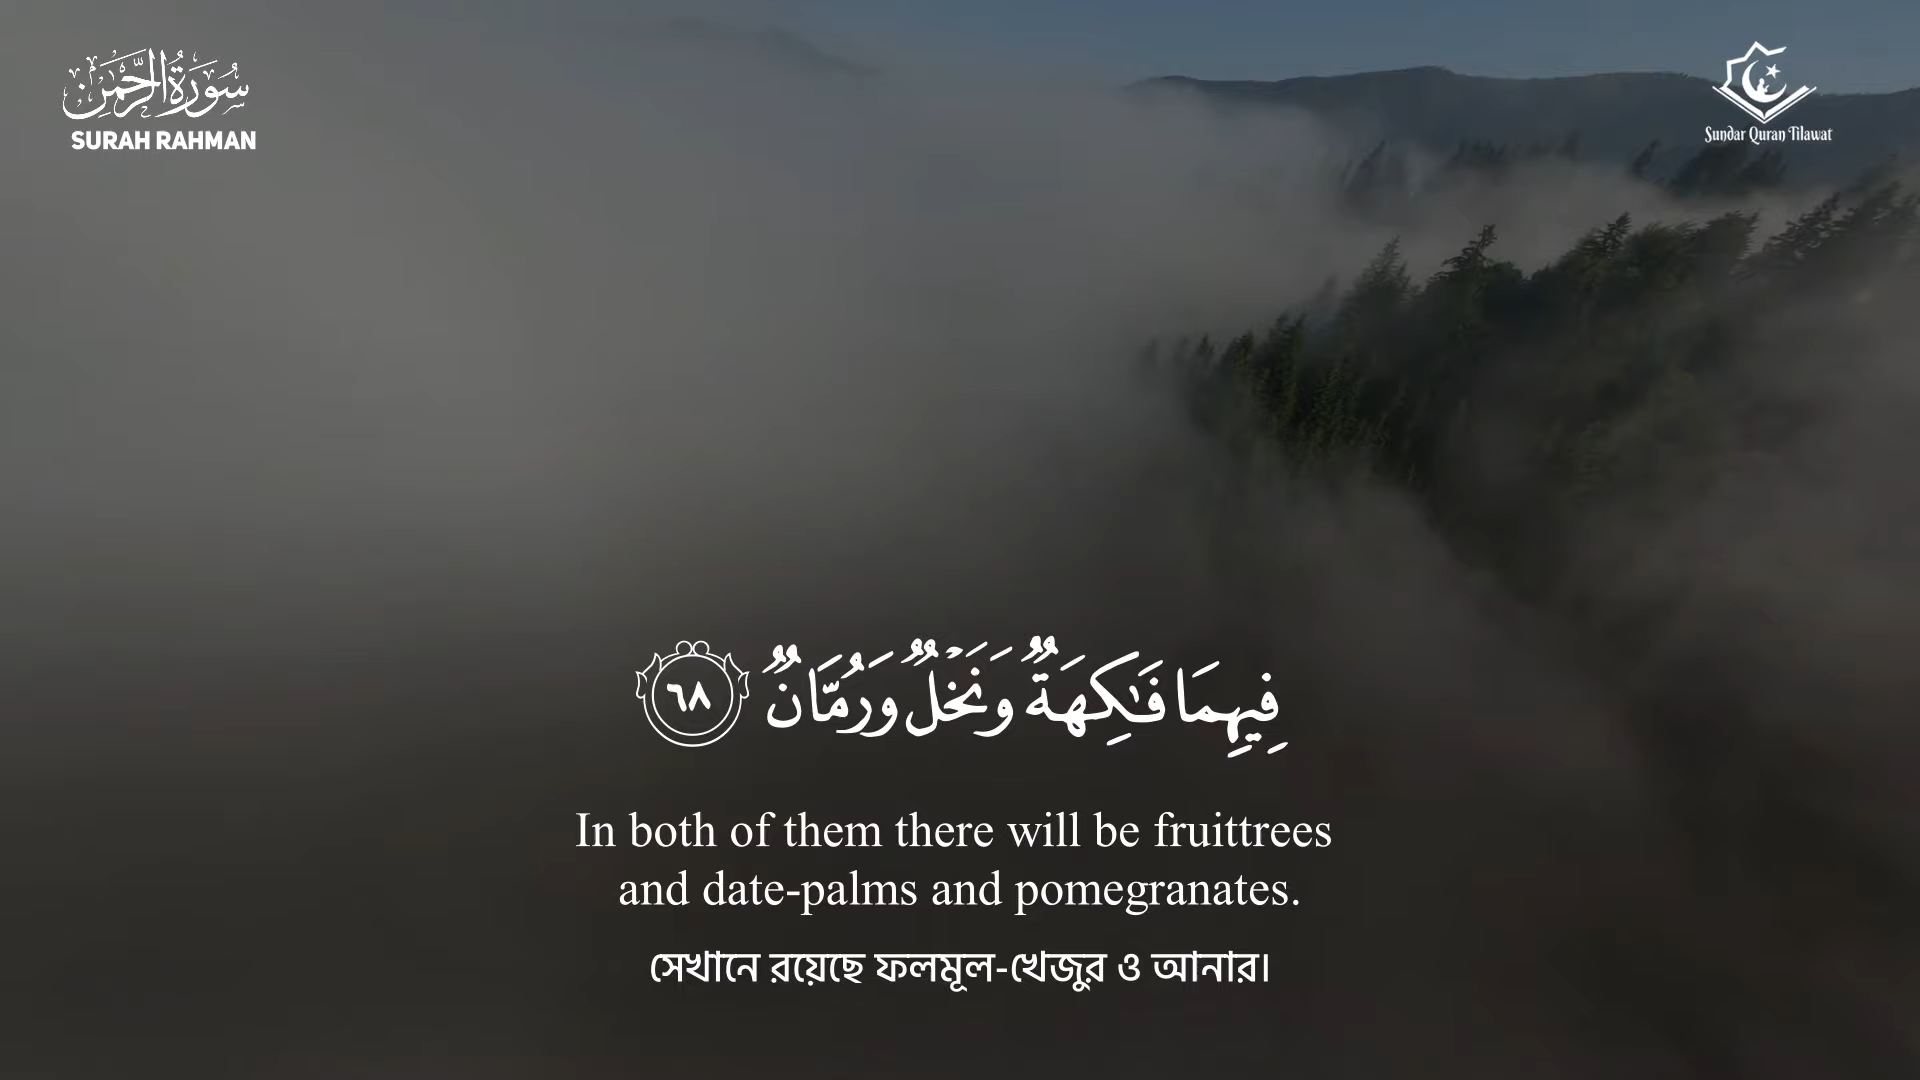 سُورَةُ الرَّحْمٰن
SURAH RAHMAN
Sundar Quran Tilawat
فِيهِمَا فَـٰكِهَةٌ وَنَخْلٌ وَرُمَّانٌ ٦٨
In both of them there will be fruittrees
and date-palms and pomegranates.
সেখানে রয়েছে ফলমূল-খেজুর ও আনার।